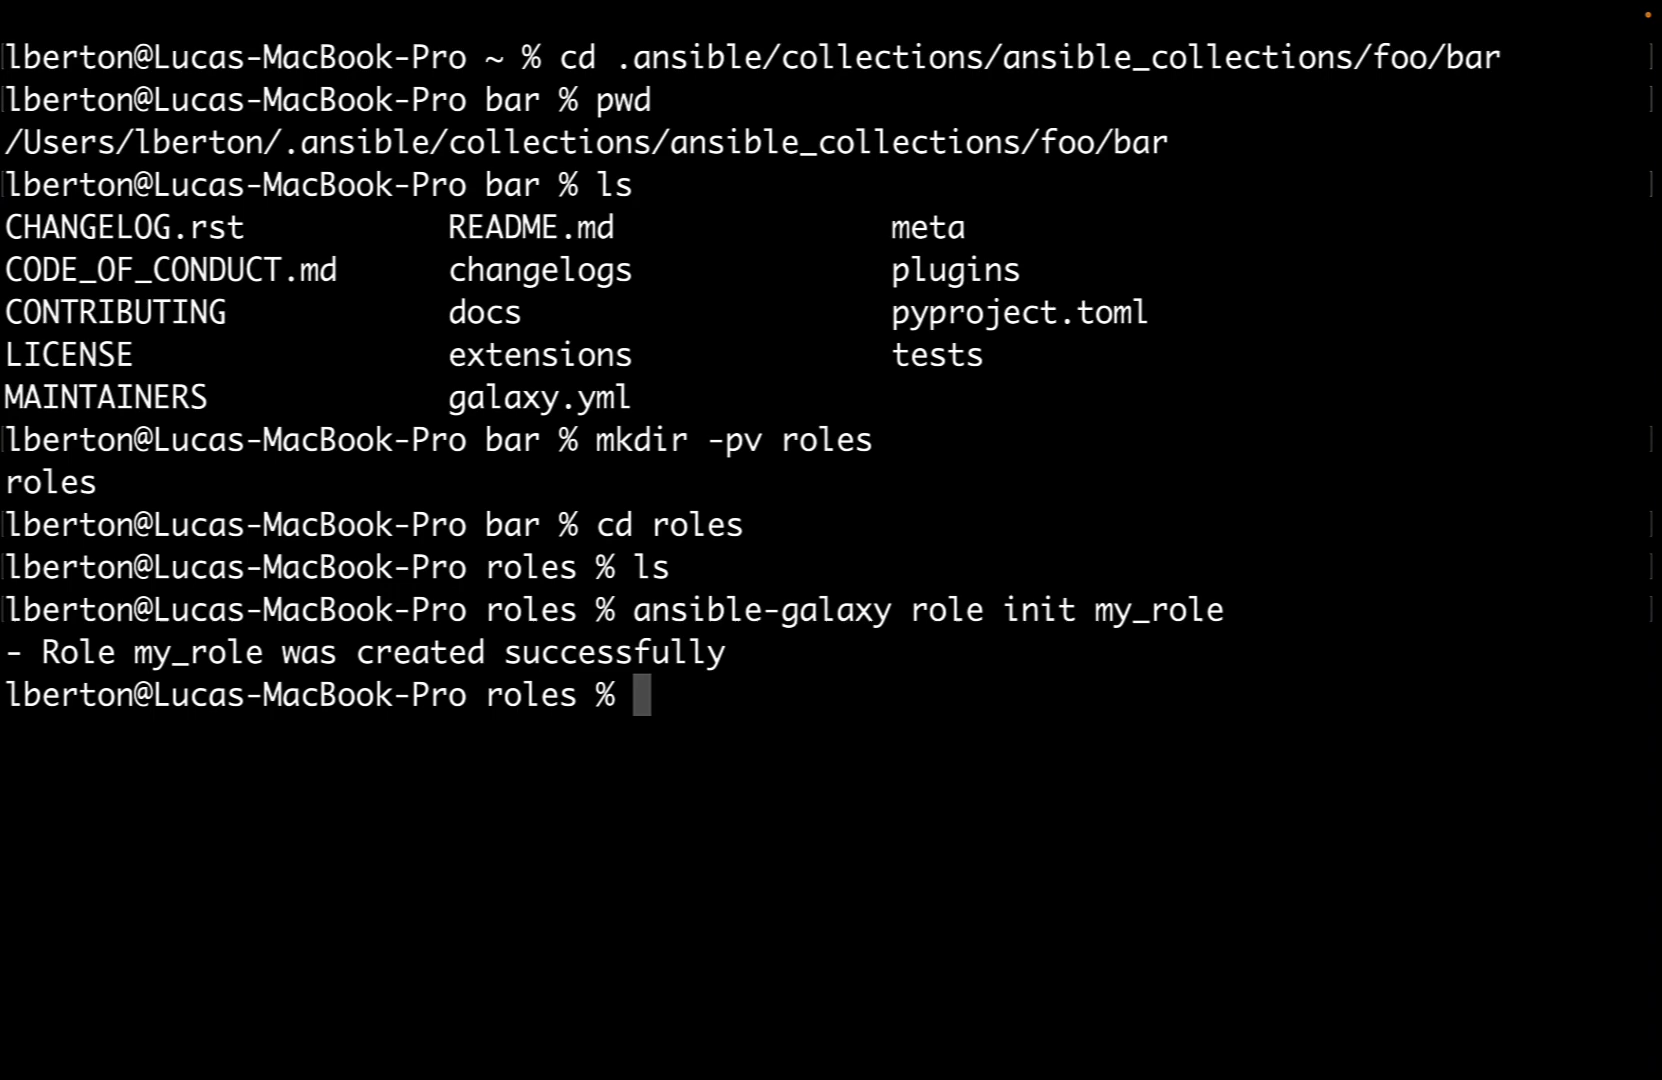 lberton@Lucas-MacBook-Pro ~ % cd .ansible/collections/ansible_collections/foo/bar
lberton@Lucas-MacBook-Pro bar % pwd
/Users/lberton/.ansible/collections/ansible_collections/foo/bar
lberton@Lucas-MacBook-Pro bar % ls
CHANGELOG.rst README.md meta
CODE_OF_CONDUCT.md changelogs plugins
CONTRIBUTING docs pyproject.toml
LICENSE extensions tests
MAINTAINERS galaxy.yml
lberton@Lucas-MacBook-Pro bar % mkdir -pv roles
roles
lberton@Lucas-MacBook-Pro bar % cd roles
lberton@Lucas-MacBook-Pro roles % ls
lberton@Lucas-MacBook-Pro roles % ansible-galaxy role init my_role
- Role my_role was created successfully
lberton@Lucas-MacBook-Pro roles %